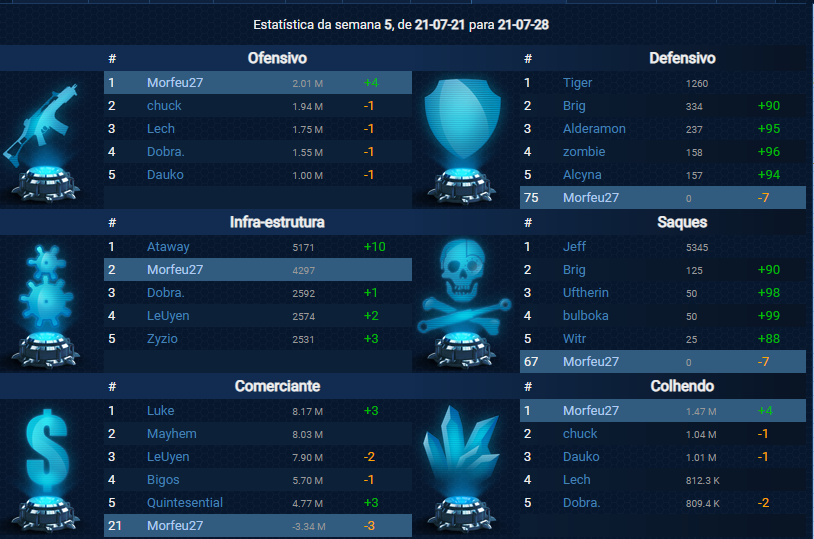 Estatística da semana 5, de 21-07-21 para 21-07-28
# Ofensivo
1 Morfeu27 2.01 M +4
2 chuck 1.94 M -1
3 Lech 1.75 M -1
4 Dobra. 1.55 M -1
5 Dauko 1.00 M -1
# Defensivo
1 Tiger 1260
2 Brig 334 +90
3 Alderamon 237 +95
4 zombie 158 +96
5 Alcyna 157 +94
75 Morfeu27 0 -7
# Infra-estrutura
1 Ataway 5171 +10
2 Morfeu27 4297
3 Dobra. 2592 +1
4 LeUyen 2574 +2
5 Zyzio 2531 +3
# Saques
1 Jeff 5345
2 Brig 125 +90
3 Uftherin 50 +98
4 bulboka 50 +99
5 Witr 25 +88
67 Morfeu27 0 -7
# Comerciante
1 Luke 8.17 M +3
2 Mayhem 8.03 M
3 LeUyen 7.90 M -2
4 Bigos 5.70 M -1
5 Quintesential 4.77 M +3
21 Morfeu27 -3.34 M -3
# Colhendo
1 Morfeu27 1.47 M +4
2 chuck 1.04 M -1
3 Dauko 1.01 M -1
4 Lech 812.3 K
5 Dobra. 809.4 K -2